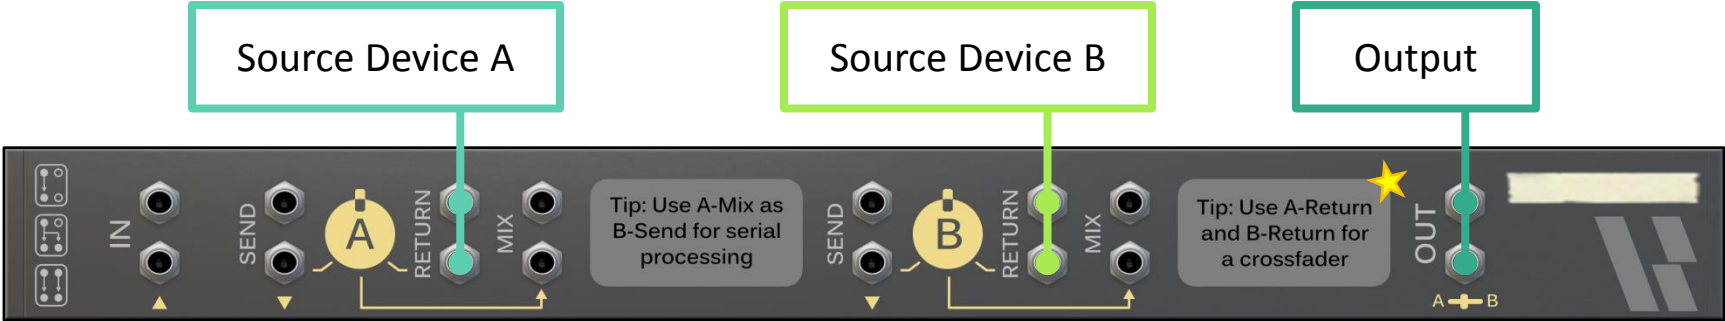 Source Device A
Source Device B
Output
IN
SEND
A
RETURN
MIX
Tip: Use A-Mix as
B-Send for serial
processing
SEND
B
RETURN
MIX
Tip: Use A-Return
and B-Return for
a crossfader
OUT
A B